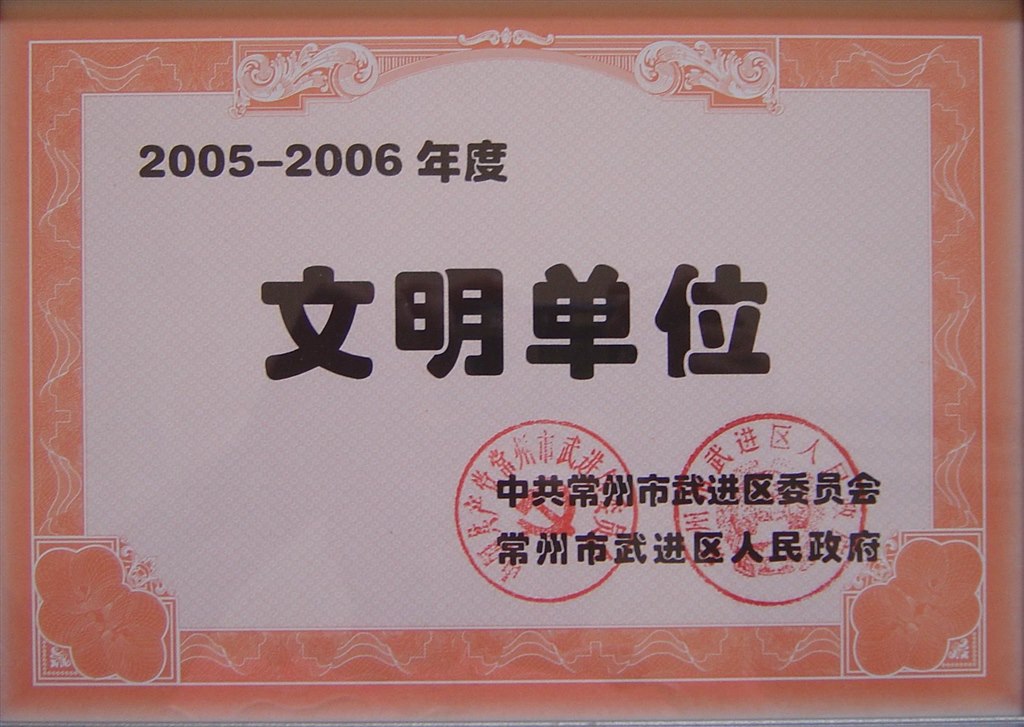 2005-2006 年度
文明单位
中共常州市武进区委员会
常州市武进区人民政府